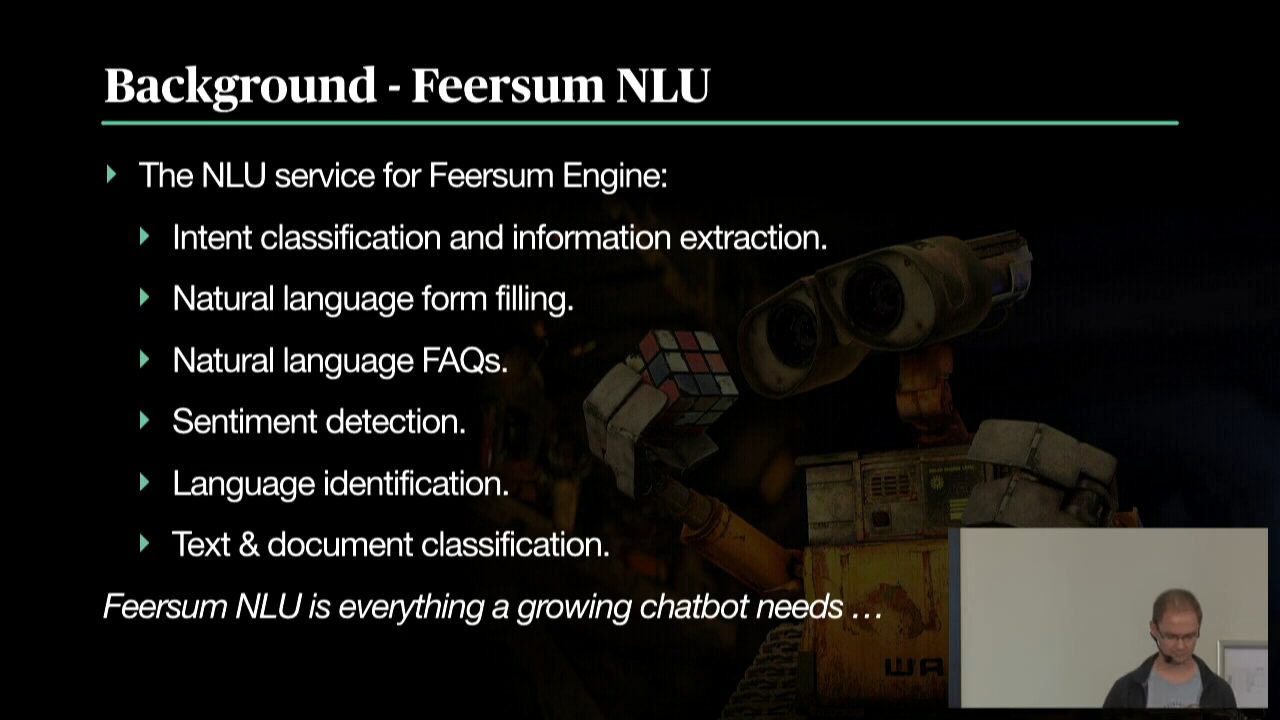 Background - Feersum NLU
The NLU service for Feersum Engine:
Intent classification and information extraction.
Natural language form filling.
Natural language FAQs.
Sentiment detection.
Language identification.
Text & document classification.
Feersum NLU is everything a growing chatbot needs …
WA